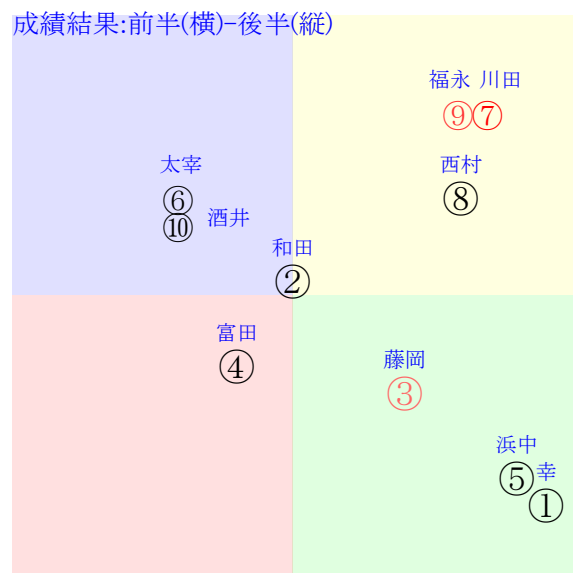 成績結果:前半(横)-後半(縦)
福永 川田
⑨⑦
太宰
西村
⑥
⑧
⑩ 酒井
和田
②
富田
藤岡
④
③
浜中
幸
⑤
①